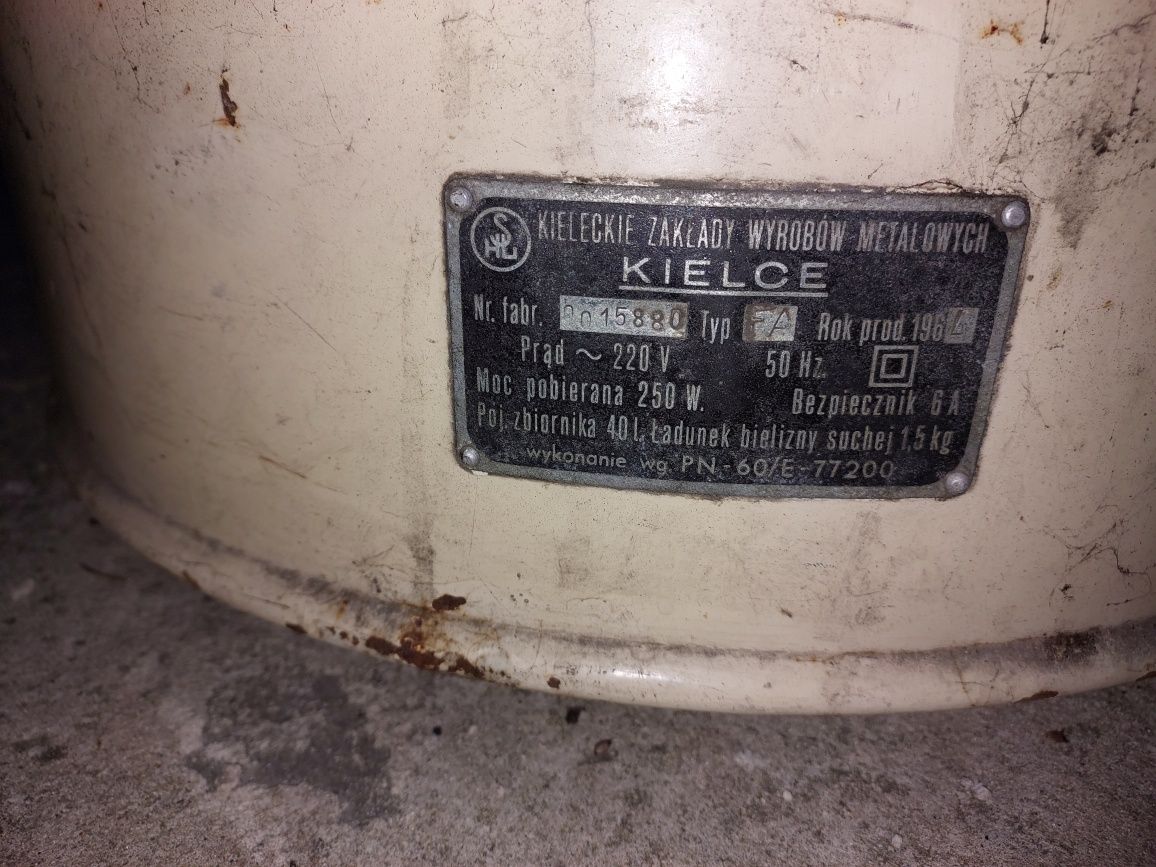 SHL KIELECKIE ZAKŁADY WYROBÓW METALOWYCH
KIELCE
Nr. fabr. 0015880 Typ FA Rok prod. 1964
Prąd ~ 220 V 50 Hz.
Moc pobierana 250 W. Bezpiecznik 6 A
Poj. zbiornika 40 l. Ładunek bielizny suchej 1,5 kg
wykonanie wg PN-60/E-77200